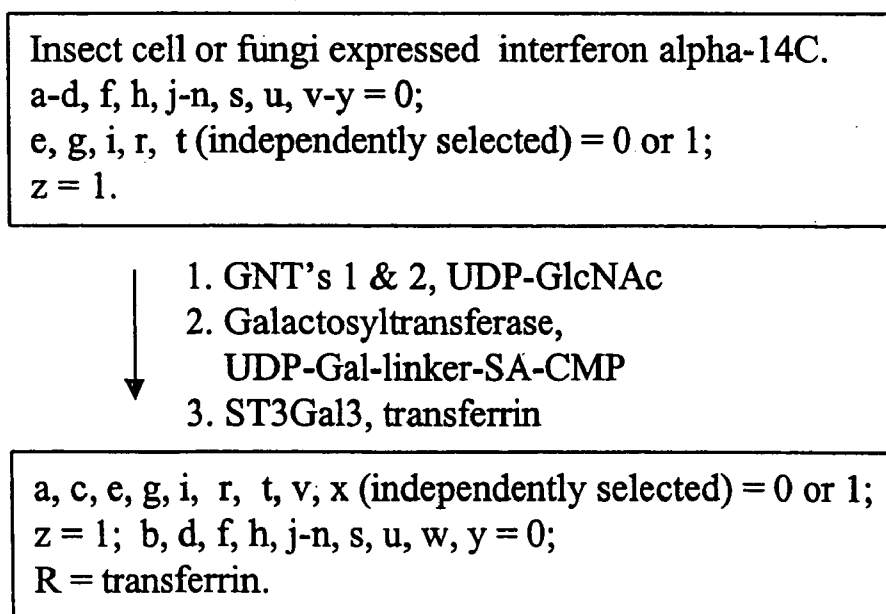 Insect cell or fungi expressed interferon alpha-14C.
a-d, f, h, j-n, s, u, v-y = 0;
e, g, i, r, t (independently selected) = 0 or 1;
z = 1.
1. GNT's 1 & 2, UDP-GlcNAc
2. Galactosyltransferase,
UDP-Gal-linker-SA-CMP
3. ST3Gal3, transferrin
a, c, e, g, i, r, t, v, x (independently selected) = 0 or 1;
z = 1; b, d, f, h, j-n, s, u, w, y = 0;
R = transferrin.